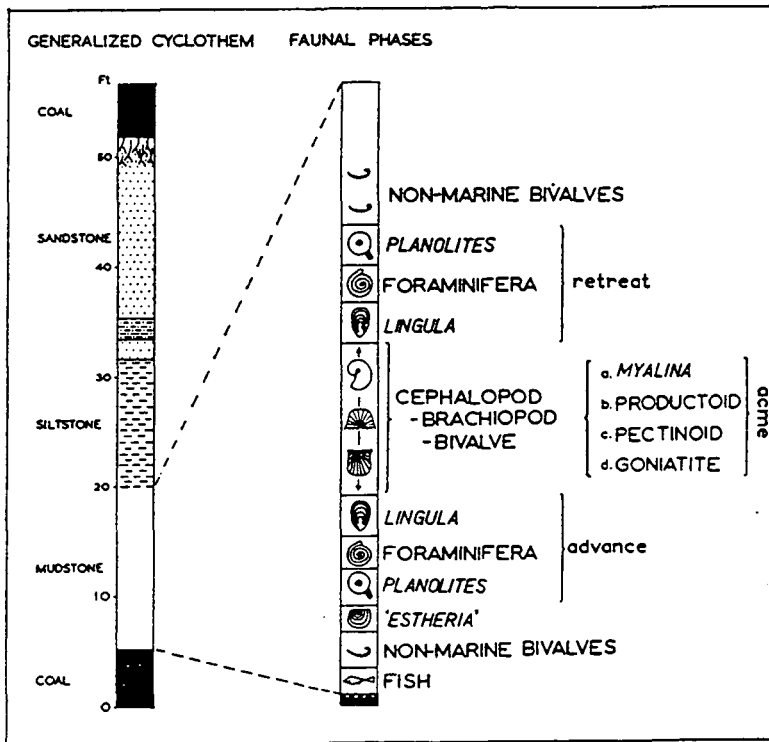 GENERALIZED CYCLOTHEM FAUNAL PHASES
Ft
COAL
50
SANDSTONE
40
30
SILTSTONE
20
MUDSTONE
10
COAL
0
NON-MARINE BIVALVES
PLANOLITES
FORAMINIFERA
LINGULA
retreat
CEPHALOPOD
-BRACHIOPOD
-BIVALVE
a. MYALINA
b. PRODUCTOID
c. PECTINOID
d. GONIATITE
acme
LINGULA
FORAMINIFERA
PLANOLITES
advance
'ESTHERIA'
NON-MARINE BIVALVES
FISH